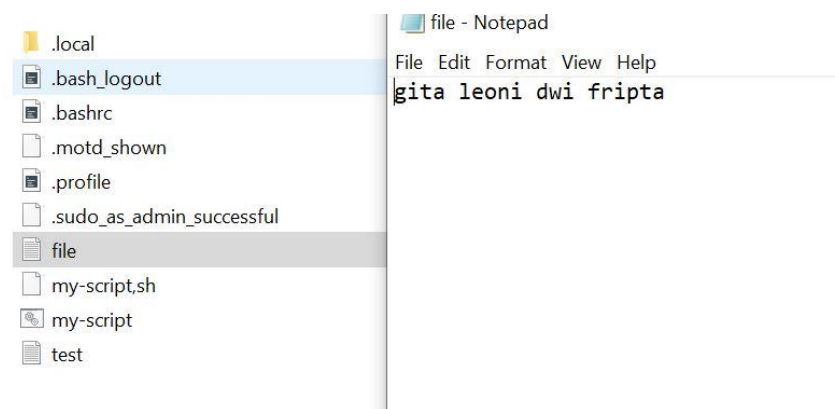 .local
.bash_logout
.bashrc
.motd_shown
.profile
.sudo_as_admin_successful
file
my-script,sh
my-script
test
file - Notepad
File Edit Format View Help
gita leoni dwi fripta